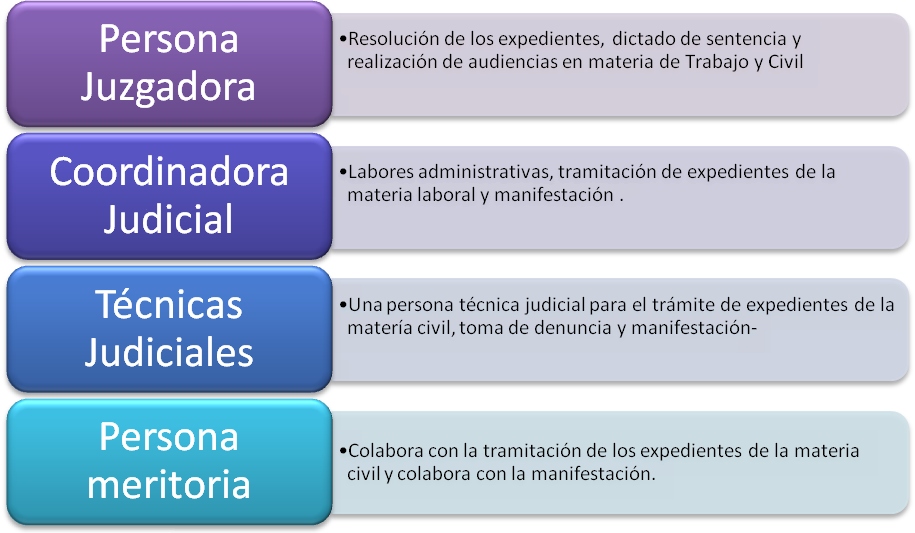 Persona
Juzgadora
•Resolución de los expedientes, dictado de sentencia y
realización de audiencias en materia de Trabajo y Civil
Coordinadora
Judicial
•Labores administrativas, tramitación de expedientes de la
materia laboral y manifestación .
Técnicas
Judiciales
•Una persona técnica judicial para el trámite de expedientes de la
matería civil, toma de denuncia y manifestación-
Persona
meritoria
•Colabora con la tramitación de los expedientes de la materia
civil y colabora con la manifestación.